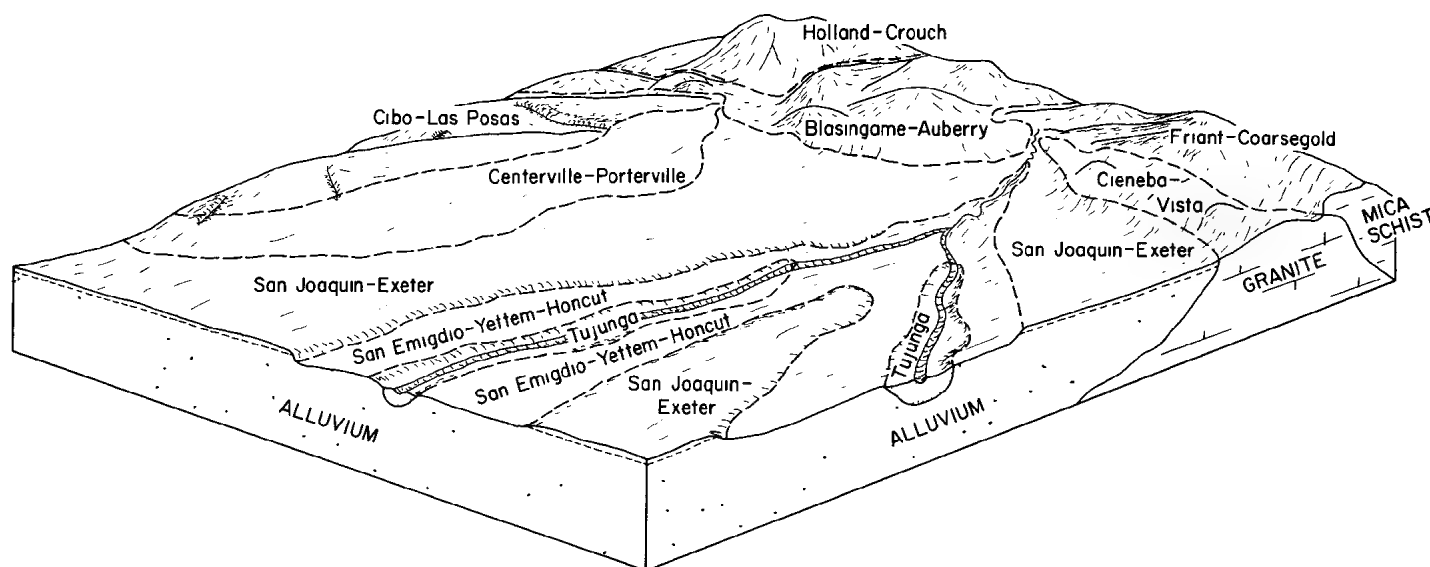 Holland-Crouch
Cibo-Las Posas
Blasingame-Auberry
Friant-Coarsegold
Centerville-Porterville
Cieneba-
Vista
MICA
SCHIST
San Joaquin-Exeter
San Joaquin-Exeter
GRANITE
San Emigdio-Yettem-Honcut
Tujunga
San Emigdio-Yettem-Honcut
Tujunga
San Joaquin-
Exeter
ALLUVIUM
ALLUVIUM